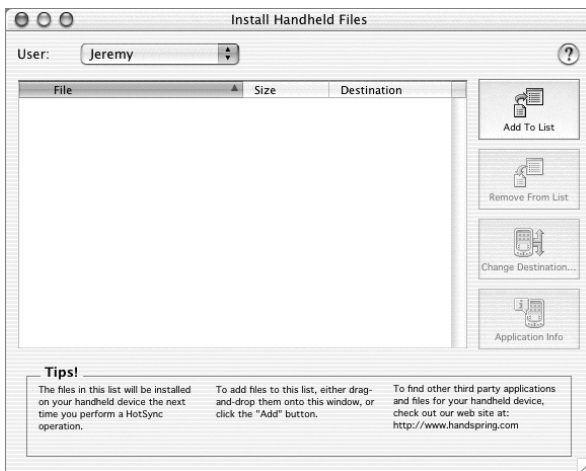 Install Handheld Files
User: Jeremy
?
File Size Destination
Add To List
Remove From List
Change Destination...
Application Info
Tips!
The files in this list will be installed
on your handheld device the next
time you perform a HotSync
operation.
To add files to this list, either drag-
and-drop them onto this window, or
click the "Add" button.
To find other third party applications
and files for your handheld device,
check out our web site at:
http://www.handspring.com